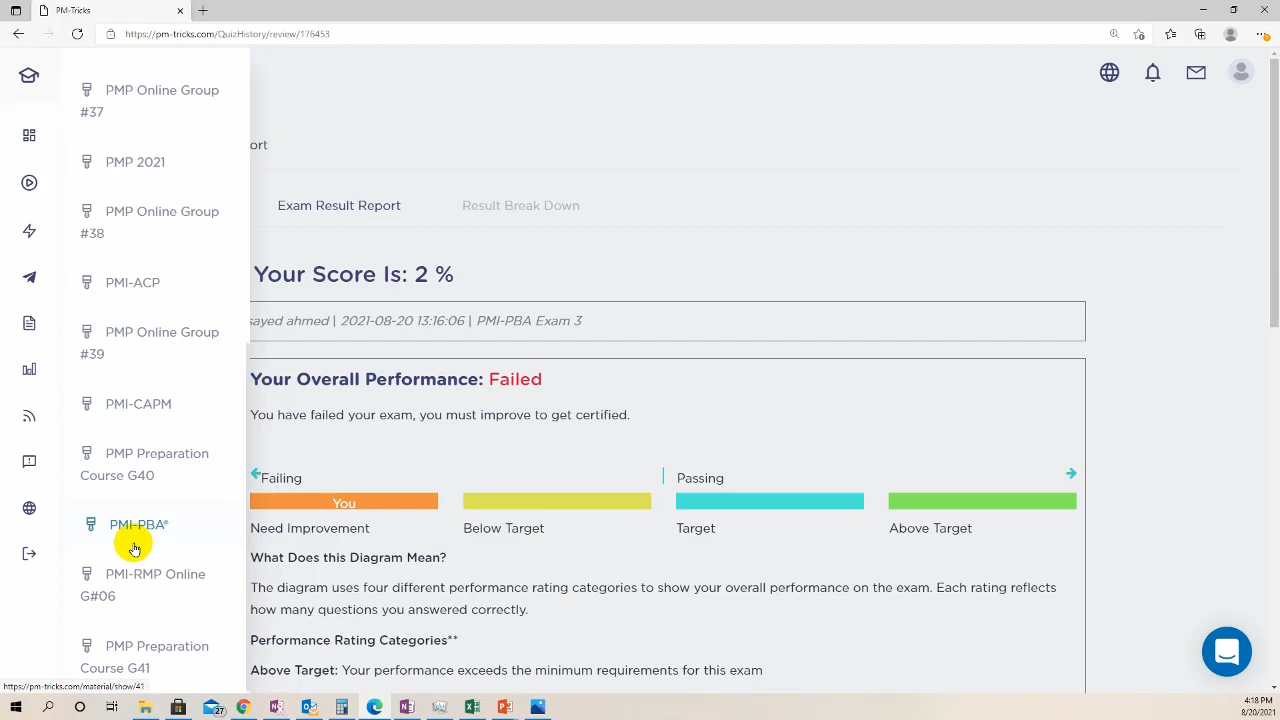 PM-Tricks
https://pm-tricks.com/QuizHistory/review/176453
PMP Online Group
#37
PMP 2021
PMP Online Group
#38
PMI-ACP
PMP Online Group
#39
PMI-CAPM
PMP Preparation
Course G40
PMI-PBA®
PMI-RMP Online
G#06
PMP Preparation
Course G41
ort
Exam Result Report
Result Break Down
Your Score Is: 2 %
sayed ahmed | 2021-08-20 13:16:06 | PMI-PBA Exam 3
Your Overall Performance: Failed
You have failed your exam, you must improve to get certified.
Failing
Passing
You
Need Improvement
Below Target
Target
Above Target
What Does this Diagram Mean?
The diagram uses four different performance rating categories to show your overall performance on the exam. Each rating reflects
how many questions you answered correctly.
Performance Rating Categories**
Above Target: Your performance exceeds the minimum requirements for this exam
https://pm-tricks.com/material/show/41
27
4:18 PM
8/20/2021